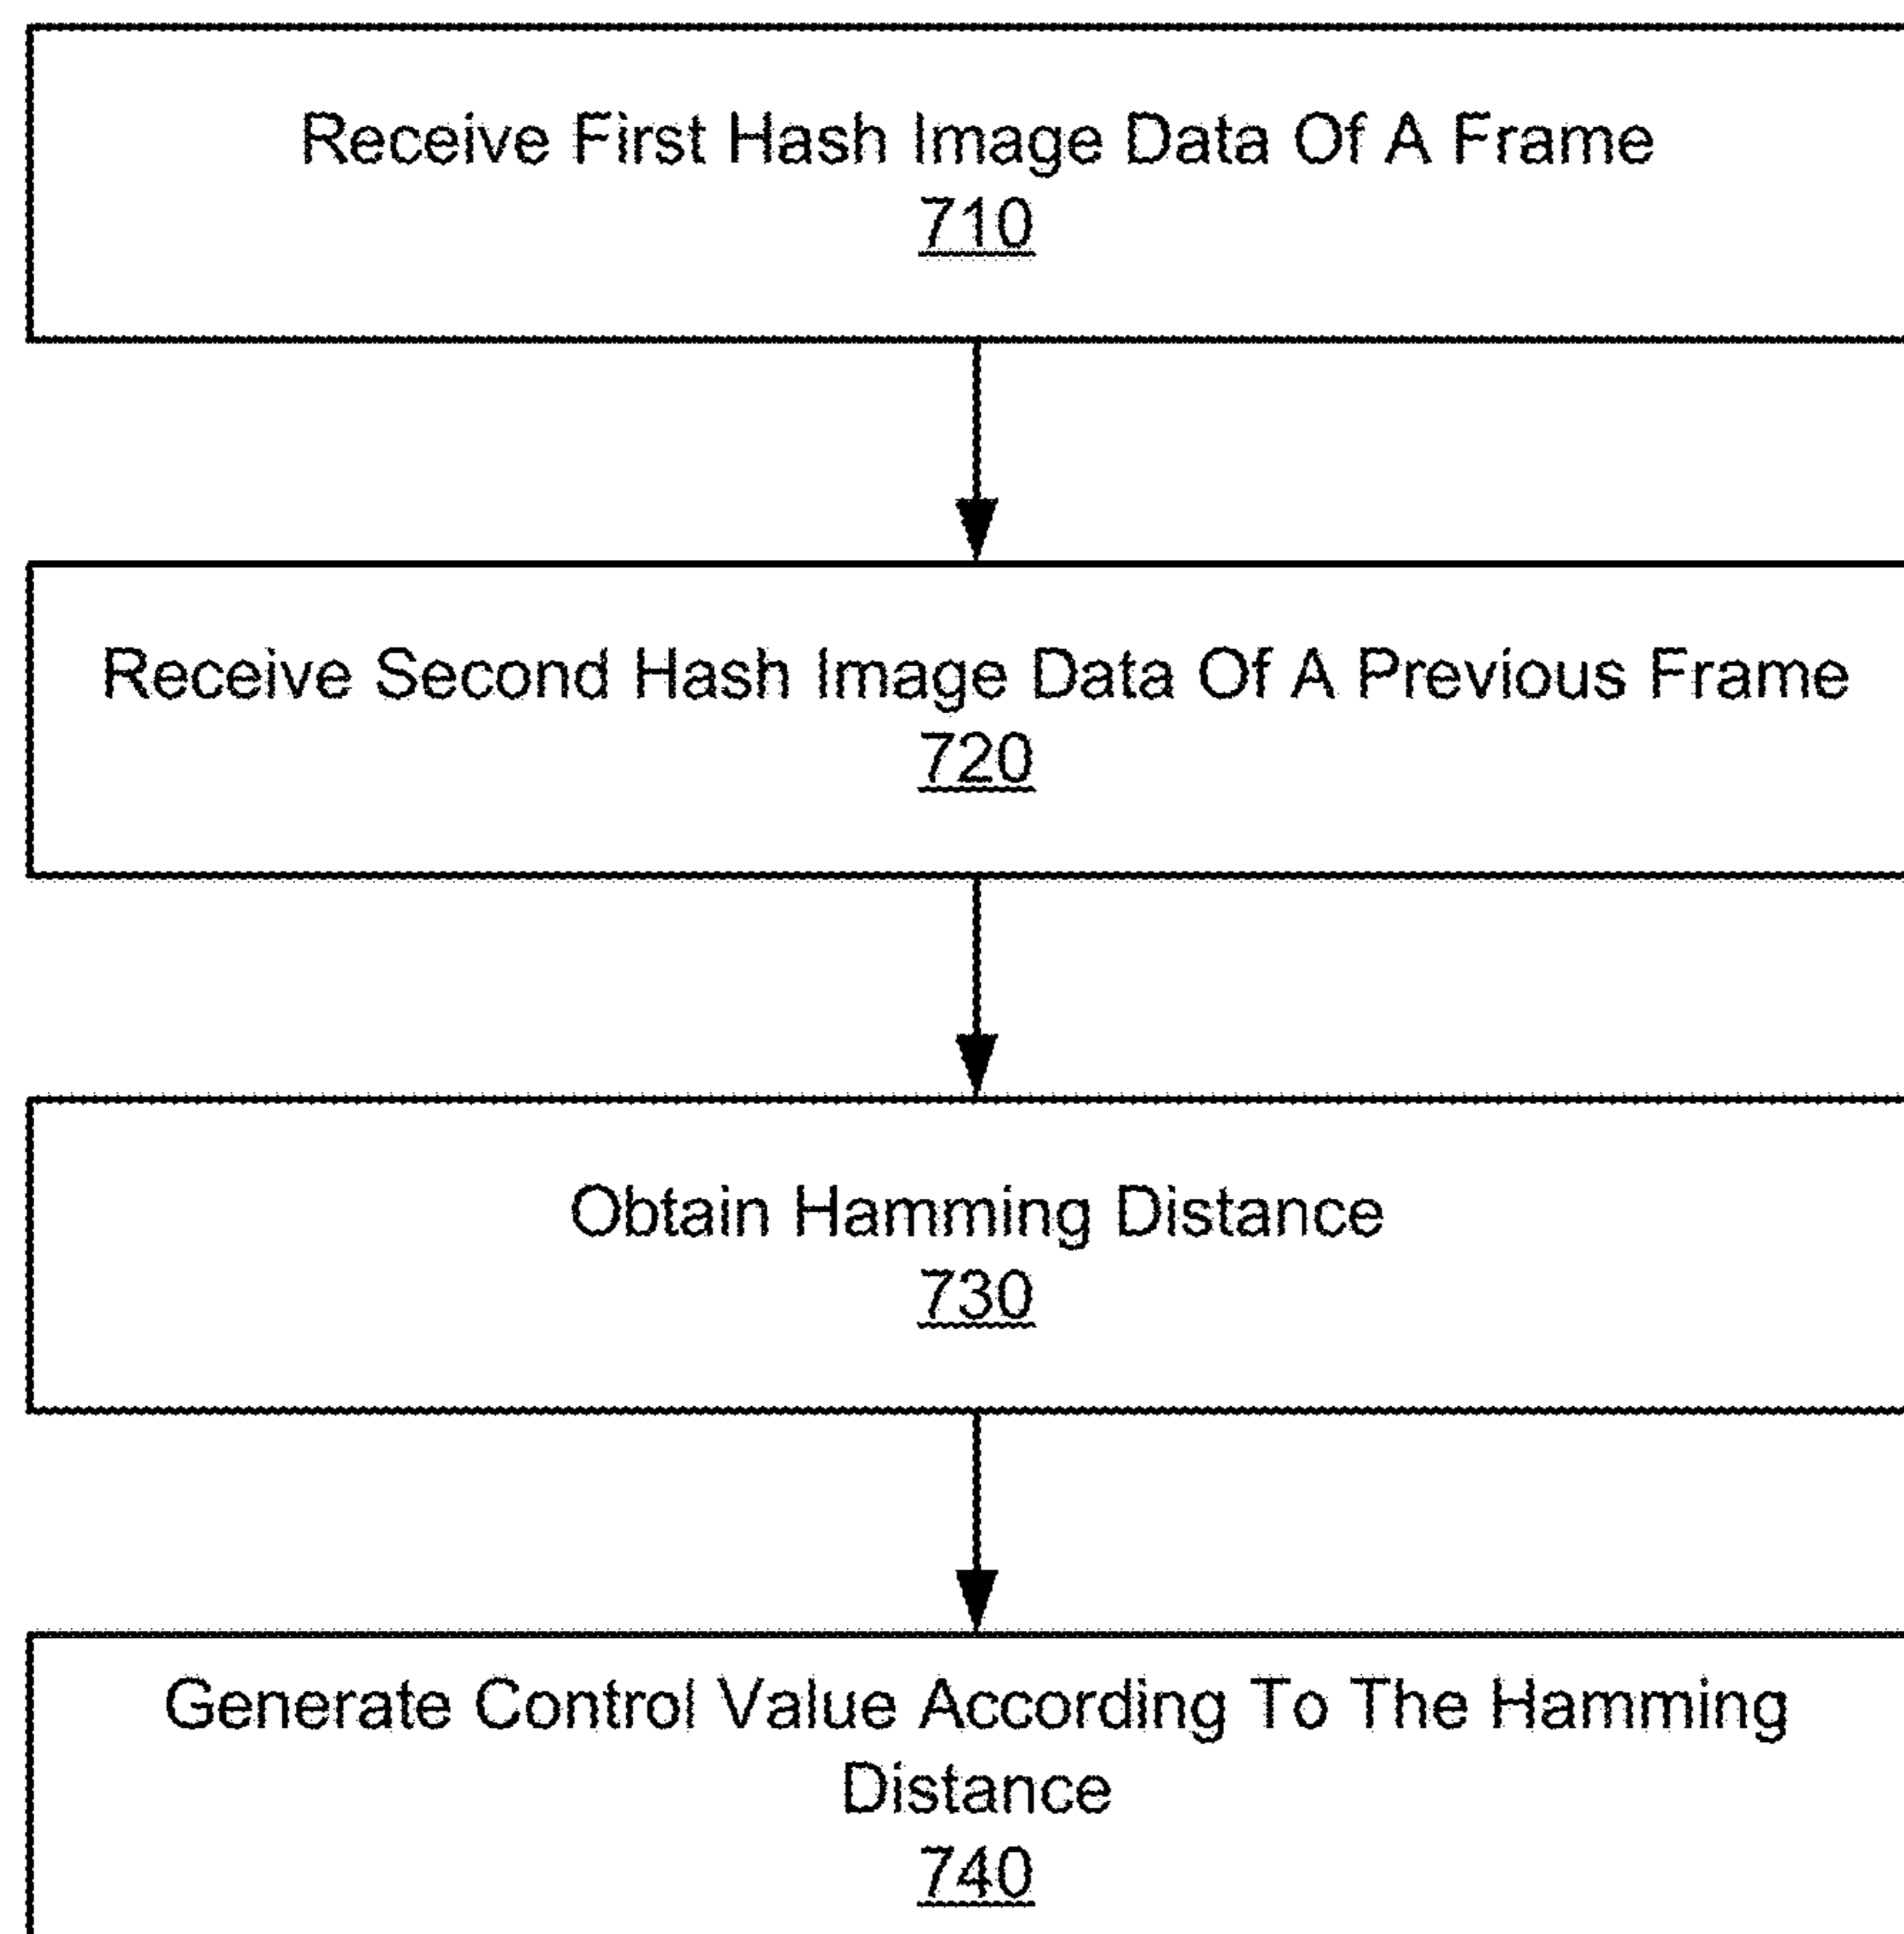 Receive First Hash Image Data Of A Frame
710
Receive Second Hash Image Data Of A Previous Frame
720
Obtain Hamming Distance
730
Generate Control Value According To The Hamming
Distance
740